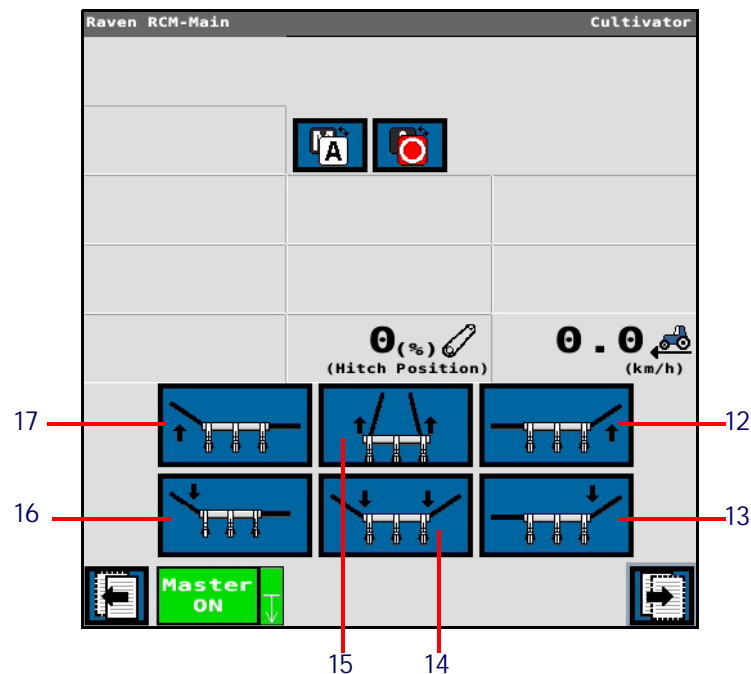 Raven RCM-Main Cultivator
A
0(%) 0.0
(Hitch Position) (km/h)
17 12
16 13
Master
ON
15 14